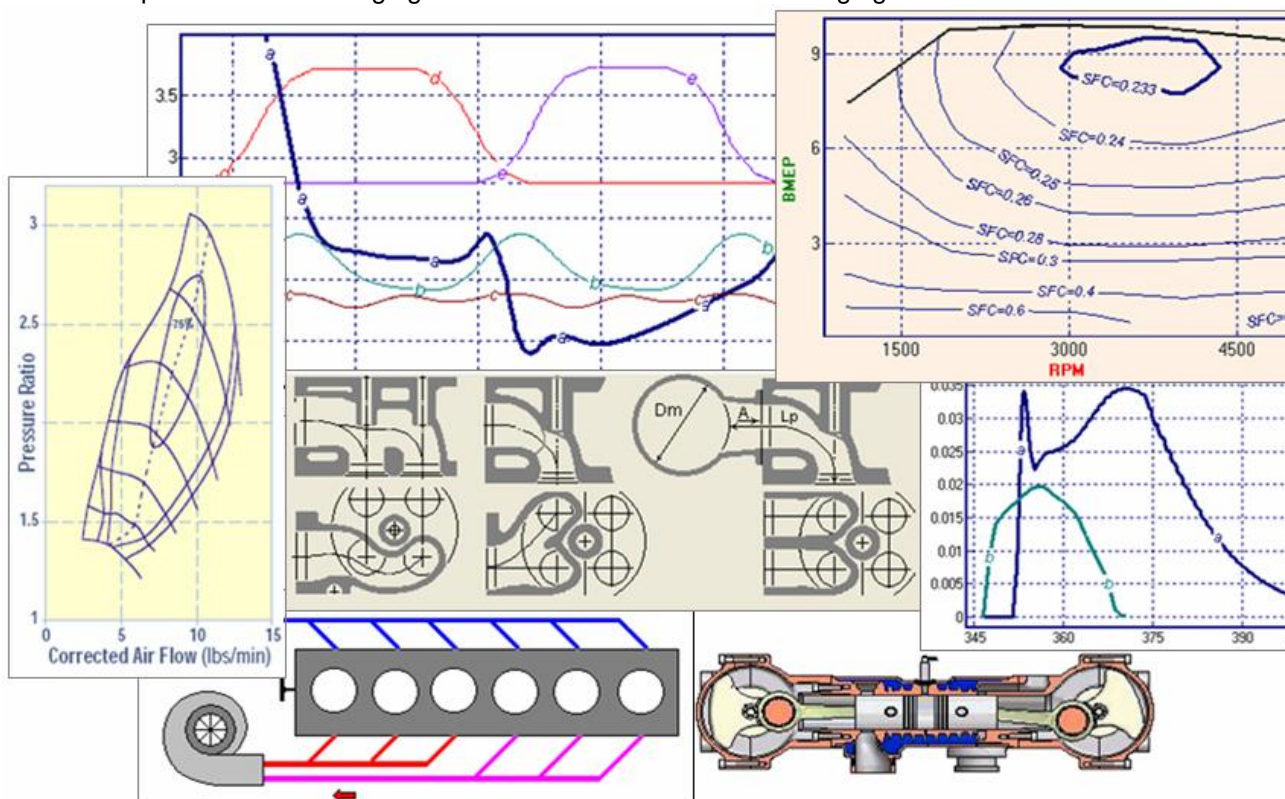 3.5
3
d
d
e
e
a
a
a
a
a
a
b
b
b
b
c
c
c
9
6
3
BMEP
SFC=0.233
SFC=0.24
SFC=0.25
SFC=0.26
SFC=0.28
SFC=0.3
SFC=0.4
SFC=0.6
SFC=
1500 3000 4500
RPM
3
2.5
1.5
1
Pressure Ratio
75%
0 5 10 15
Corrected Air Flow (lbs/min)
Dm
A
Lp
0.035
0.03
0.025
0.02
0.015
0.01
0.005
0
a
a
b
b
345 360 375 390